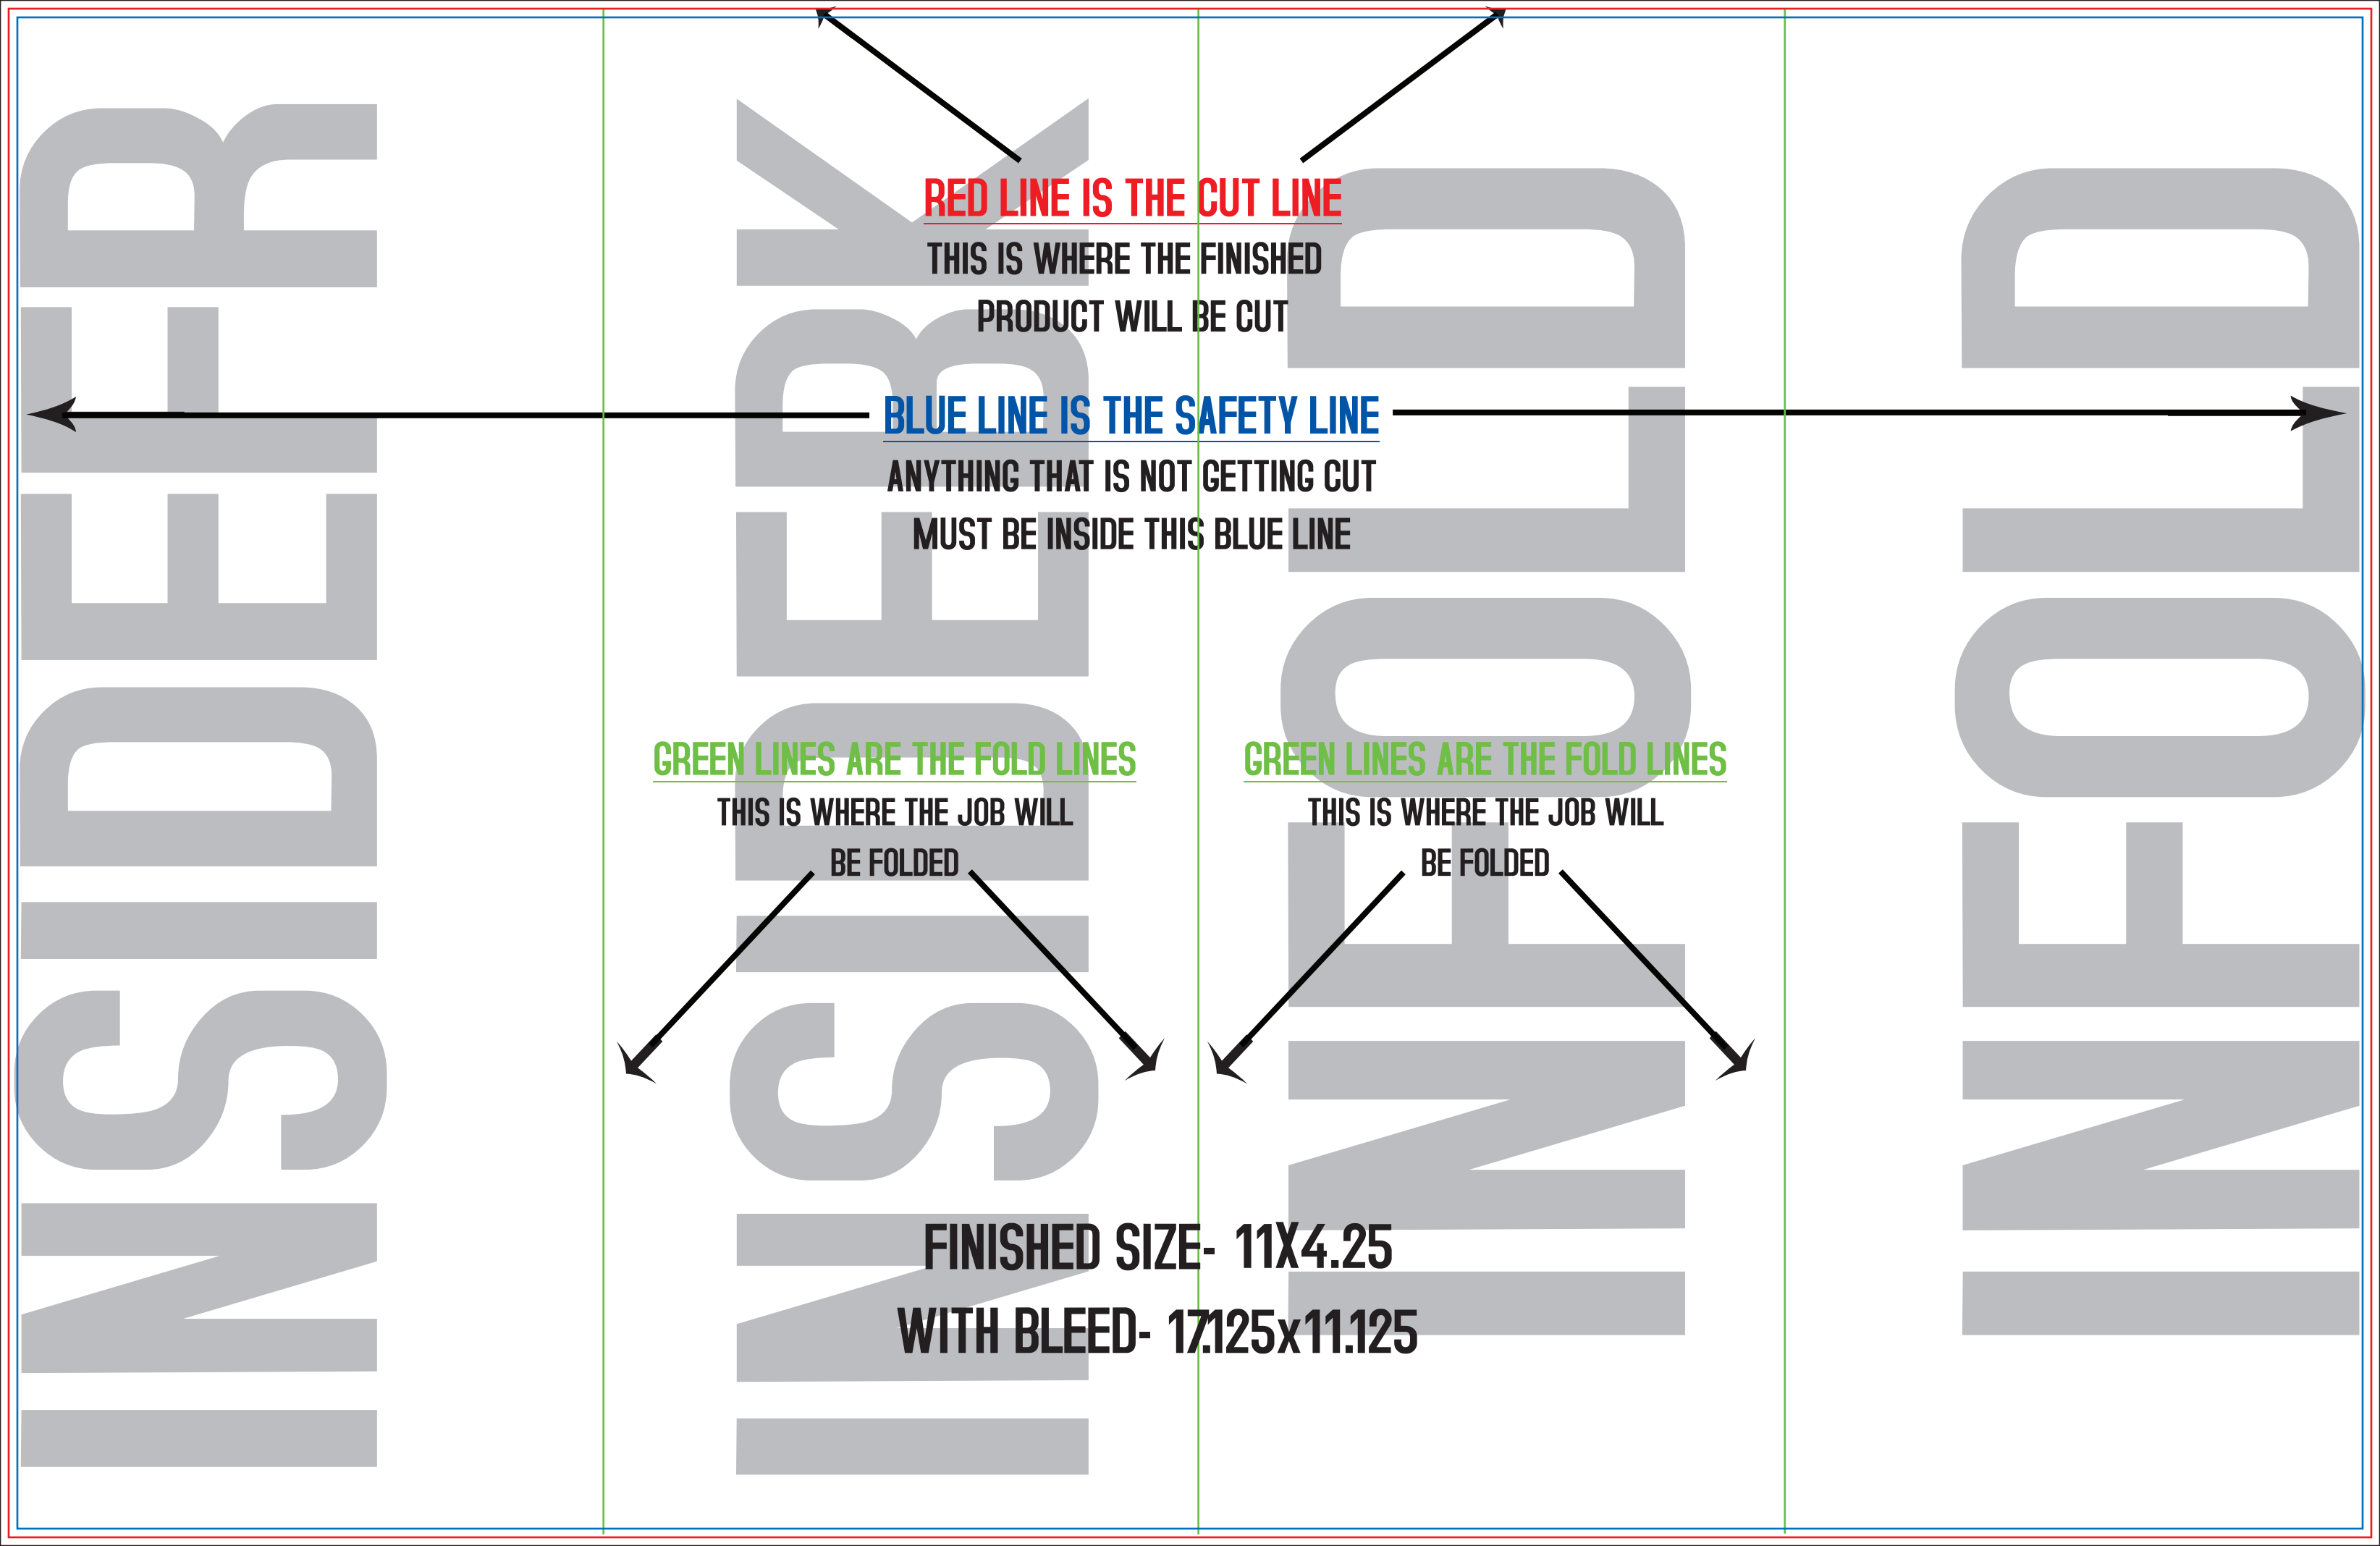 INSIDEFR
INSIDEBK
INFOLD
INFOLD
RED LINE IS THE CUT LINE
THIS IS WHERE THE FINISHED
PRODUCT WILL BE CUT
BLUE LINE IS THE SAFETY LINE
ANYTHING THAT IS NOT GETTING CUT
MUST BE INSIDE THIS BLUE LINE
GREEN LINES ARE THE FOLD LINES
THIS IS WHERE THE JOB WILL
BE FOLDED
GREEN LINES ARE THE FOLD LINES
THIS IS WHERE THE JOB WILL
BE FOLDED
FINISHED SIZE- 11X4.25
WITH BLEED- 17.125x11.125